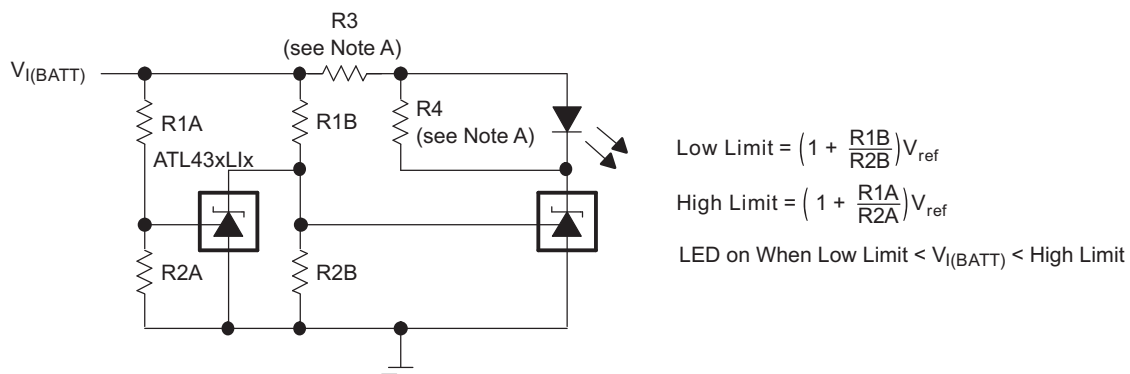 R3
(see Note A)
V_I(BATT)
R1A
R1B
R4
(see Note A)
ATL43xLIx
R2A
R2B
Low Limit = (1 + R1B/R2B)V_ref
High Limit = (1 + R1A/R2A)V_ref
LED on When Low Limit < V_I(BATT) < High Limit